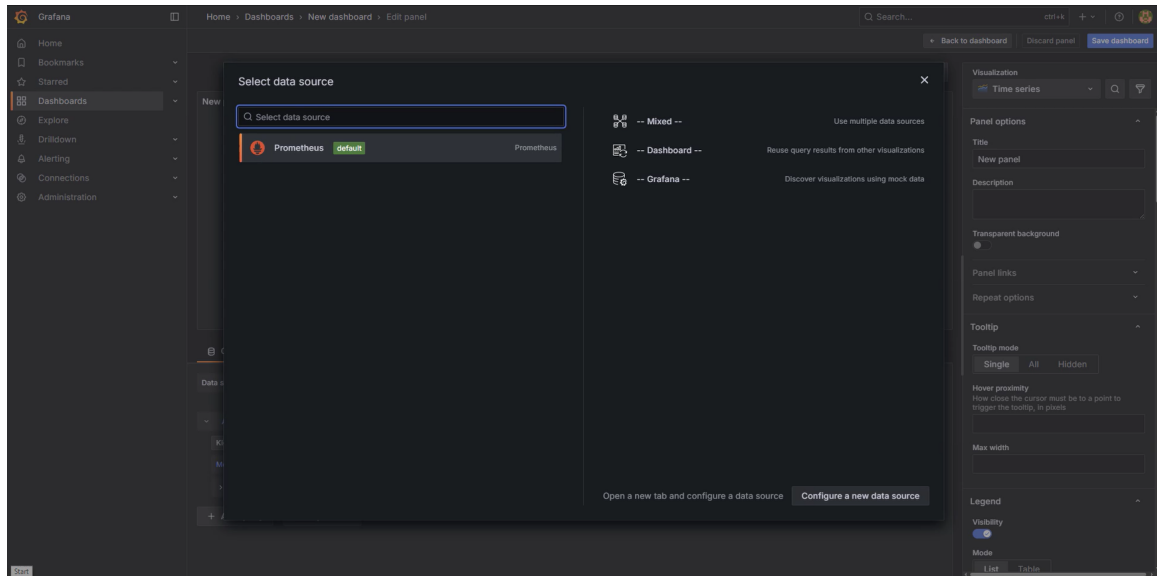 Grafana
Home › Dashboards › New dashboard › Edit panel
Search...
ctrl+k
Home
Bookmarks
Starred
Dashboards
Explore
Drilldown
Alerting
Connections
Administration
Back to dashboard
Discard panel
Save dashboard
New
Data s
Select data source
Select data source
Prometheus default Prometheus
-- Mixed -- Use multiple data sources
-- Dashboard -- Reuse query results from other visualizations
-- Grafana -- Discover visualizations using mock data
Open a new tab and configure a data source
Configure a new data source
Visualization
Time series
Panel options
Title
New panel
Description
Transparent background
Panel links
Repeat options
Tooltip
Tooltip mode
Single All Hidden
Hover proximity
How close the cursor must be to a point to
trigger the tooltip, in pixels
Max width
Legend
Visibility
Mode
List Table
Start